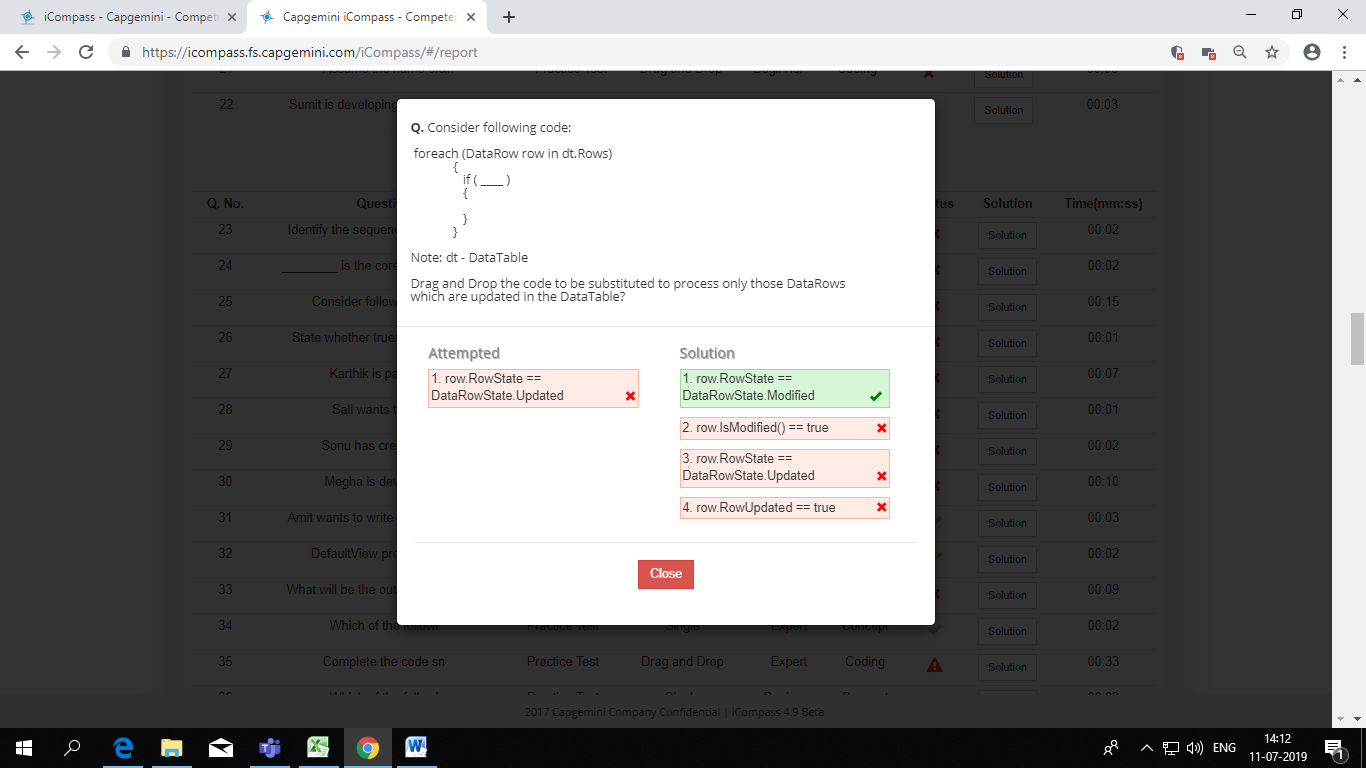 iCompass - Capgemini - Compet
Capgemini iCompass - Competen
https://icompass.fs.capgemini.com/iCompass/#/report
Solution
22 Sumit is developing Solution 00:03
Q. Consider following code:
foreach (DataRow row in dt.Rows)
{
if ( ____ )
{
}
}
Note: dt - DataTable
Drag and Drop the code to be substituted to process only those DataRows
which are updated in the DataTable?
Attempted Solution
1. row.RowState ==
DataRowState.Updated
1. row.RowState ==
DataRowState.Modified
2. row.IsModified() == true
3. row.RowState ==
DataRowState.Updated
4. row.RowUpdated == true
Close
Q. No. Questi tus Solution Time(mm:ss)
23 Identify the sequen Solution 00:02
24 ________ is the core Solution 00:02
25 Consider follow Solution 00:15
26 State whether true Solution 00:01
27 Karthik is pa Solution 00:07
28 Sali wants t Solution 00:01
29 Sonu has cre Solution 00:02
30 Megha is dev Solution 00:10
31 Amit wants to write Solution 00:03
32 DefaultView pro Solution 00:02
33 What will be the out Solution 00:09
34 Which of the followi Practice Test Single Expert Concept Solution 00:02
35 Complete the code sn Practice Test Drag and Drop Expert Coding Solution 00:33
2017 Capgemini Company Confidential | iCompass 4.9 Beta
ENG
14:12
11-07-2019
1